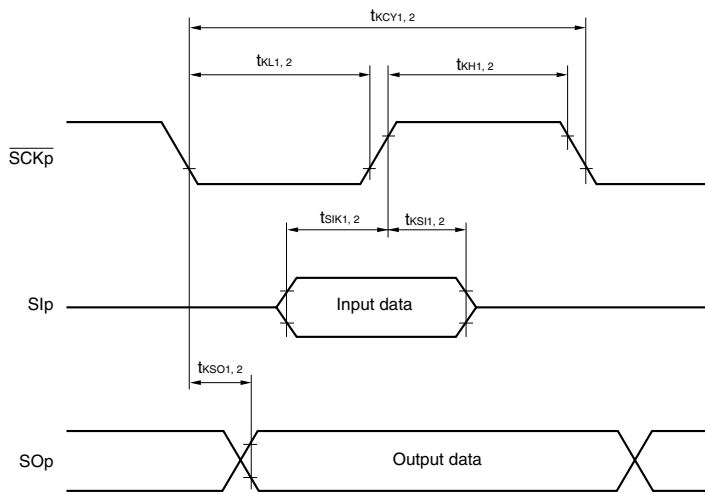 tKCY1, 2
tKL1, 2 tKH1, 2
SCKp
tSIK1, 2 tKSI1, 2
SIp Input data
tKSO1, 2
SOp Output data